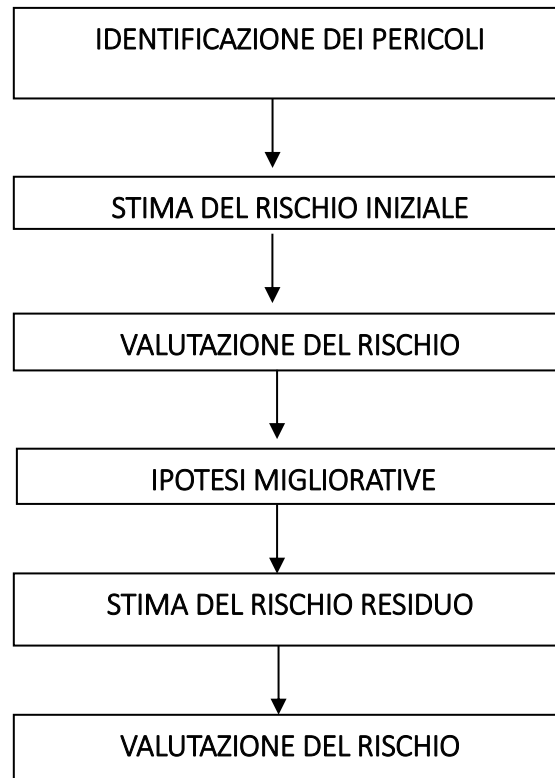 IDENTIFICAZIONE DEI PERICOLI
STIMA DEL RISCHIO INIZIALE
VALUTAZIONE DEL RISCHIO
IPOTESI MIGLIORATIVE
STIMA DEL RISCHIO RESIDUO
VALUTAZIONE DEL RISCHIO